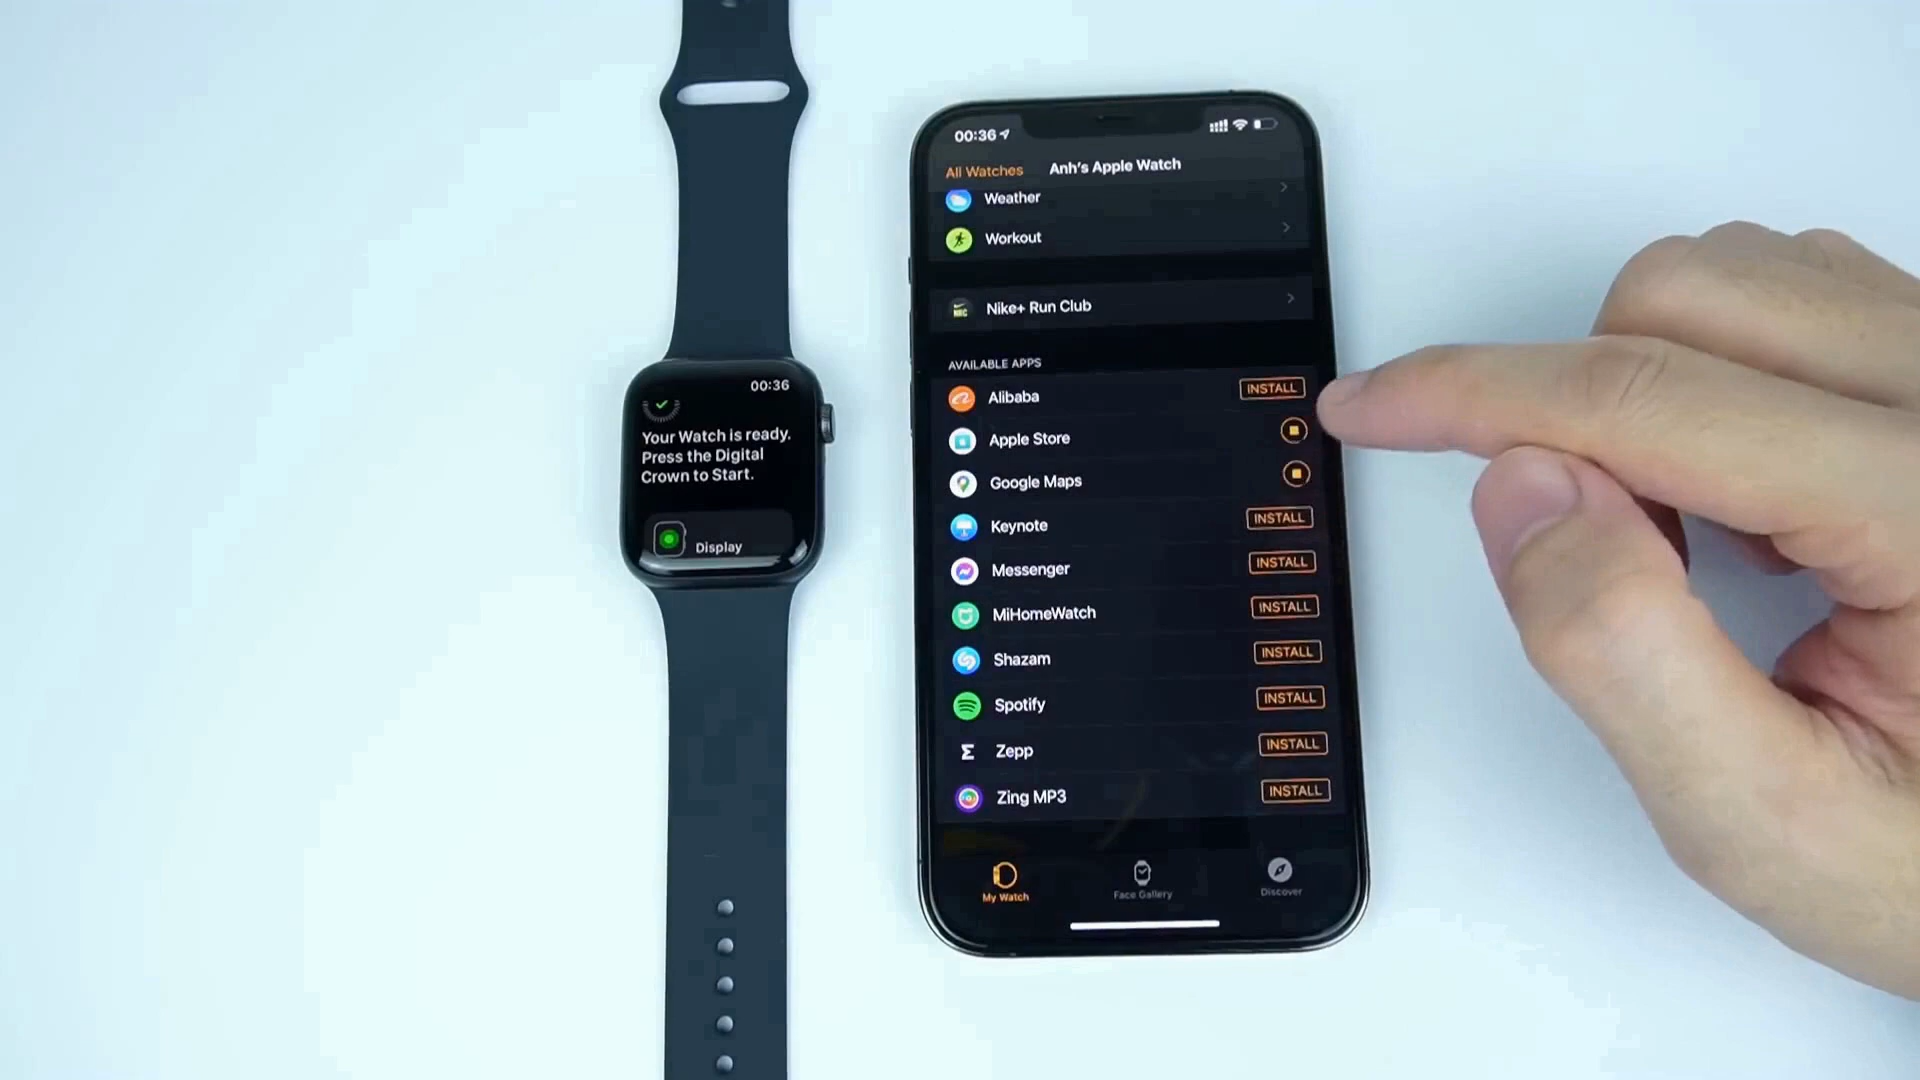 00:36
Your Watch is ready.
Press the Digital
Crown to Start.
Display
00:36
All Watches Anh's Apple Watch
Weather
Workout
NRC Nike+ Run Club
AVAILABLE APPS
Alibaba INSTALL
Apple Store
Google Maps
Keynote INSTALL
Messenger INSTALL
MiHomeWatch INSTALL
Shazam INSTALL
Spotify INSTALL
Zepp INSTALL
Zing MP3 INSTALL
My Watch Face Gallery Discover